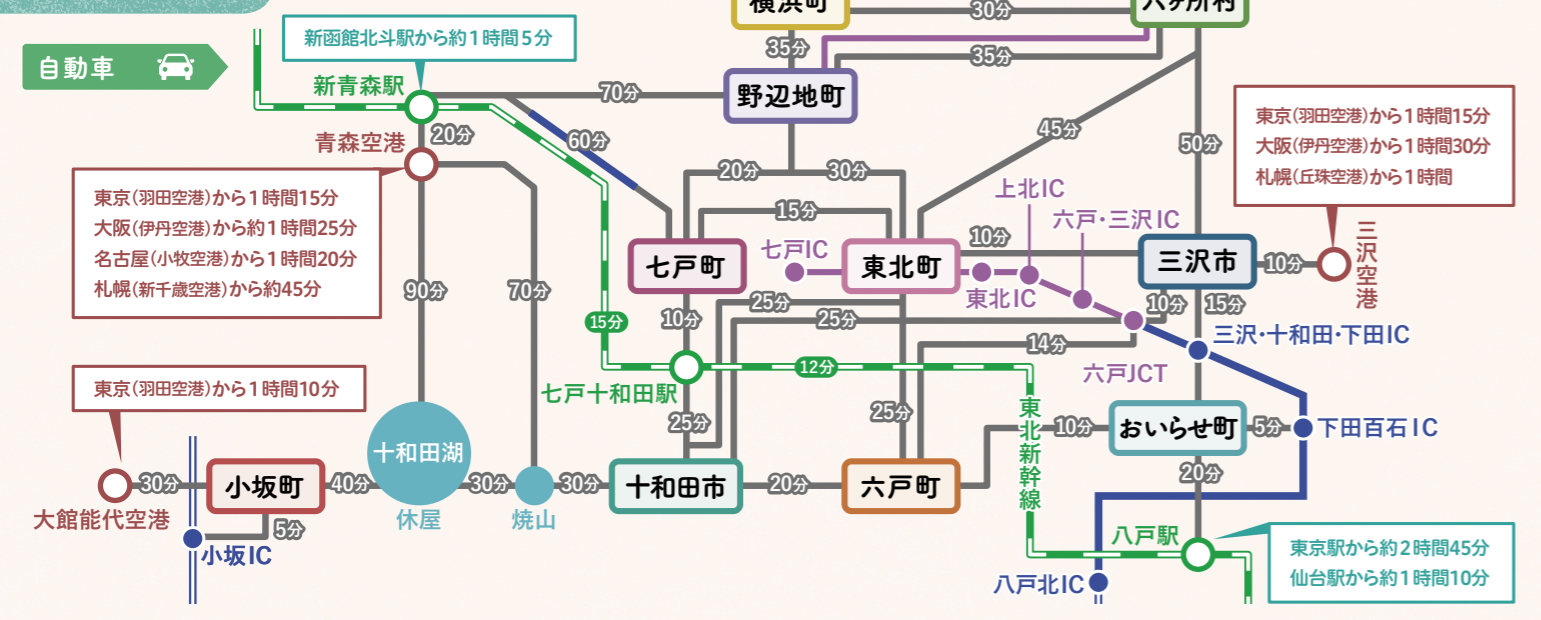 横浜町
30分
六ヶ所村
自動車
新函館北斗駅から約1時間5分
35分
35分
新青森駅
70分
野辺地町
20分
60分
45分
50分
東京(羽田空港)から1時間15分
大阪(伊丹空港)から1時間30分
札幌(丘珠空港)から1時間
青森空港
東京(羽田空港)から1時間15分
大阪(伊丹空港)から約1時間25分
名古屋(小牧空港)から1時間20分
札幌(新千歳空港)から約45分
20分
30分
15分
上北IC
六戸・三沢IC
10分
七戸IC
七戸町
東北町
東北IC
三沢市
10分
三沢空港
90分
70分
25分
10分
15分
15分
10分
25分
三沢・十和田・下田IC
14分
六戸JCT
12分
七戸十和田駅
東京(羽田空港)から1時間10分
東北新幹線
25分
25分
10分
おいらせ町
5分
下田百石IC
十和田湖
20分
30分
小坂町
40分
30分
30分
十和田市
20分
六戸町
大館能代空港
休屋
焼山
5分
小坂IC
八戸駅
東京駅から約2時間45分
仙台駅から約1時間10分
八戸北IC